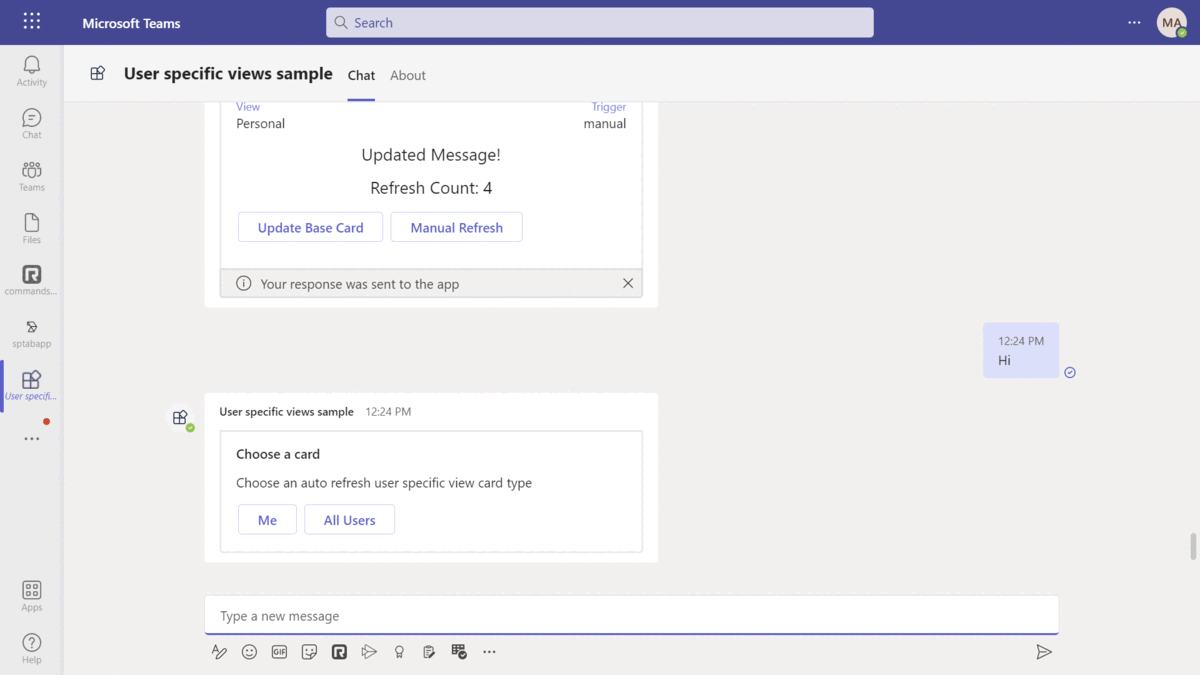 Microsoft Teams
Search
MA
Activity
Chat
Teams
Files
commands...
sptabapp
User specifi...
Apps
Help
User specific views sample Chat About
View Trigger
Personal manual
Updated Message!
Refresh Count: 4
Update Base Card Manual Refresh
Your response was sent to the app
12:24 PM
Hi
User specific views sample 12:24 PM
Choose a card
Choose an auto refresh user specific view card type
Me All Users
Type a new message
GIF